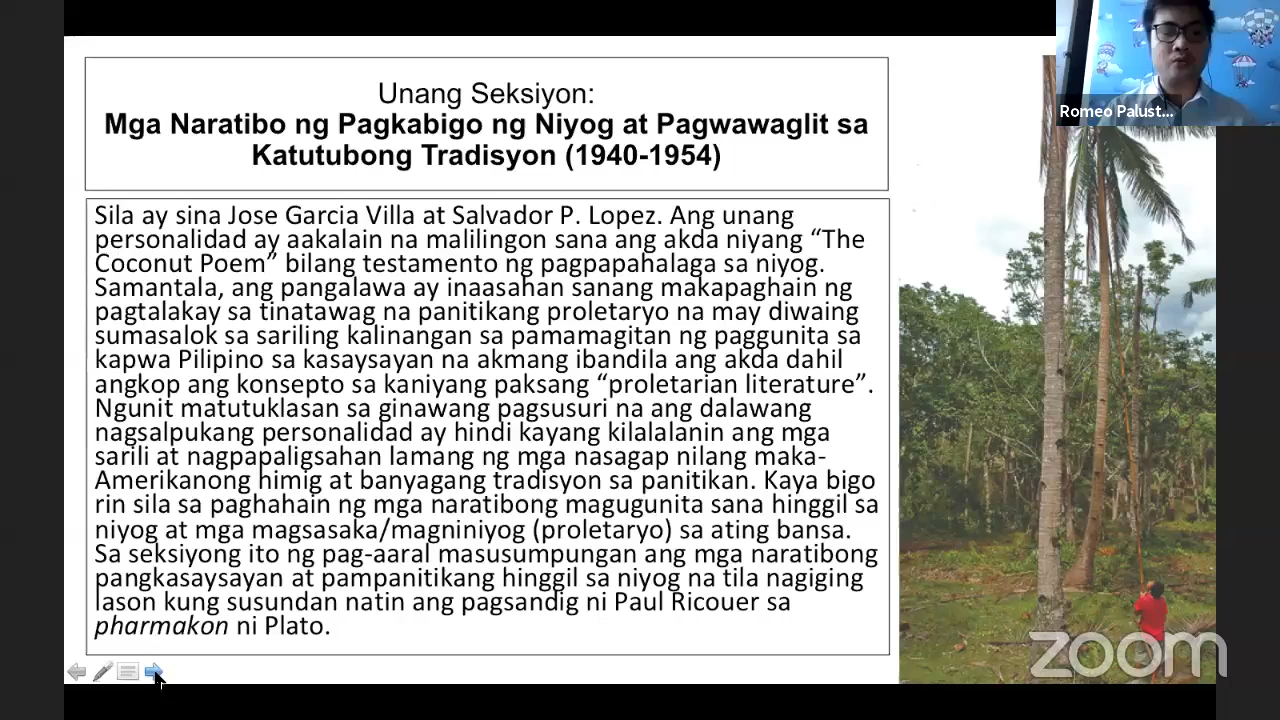 Unang Seksiyon:
Mga Naratibo ng Pagkabigo ng Niyog at Pagwawaglit sa
Katutubong Tradisyon (1940-1954)
Romeo Palust...
Sila ay sina Jose Garcia Villa at Salvador P. Lopez. Ang unang
personalidad ay aakalain na malilingon sana ang akda niyang “The
Coconut Poem” bilang testamento ng pagpapahalaga sa niyog.
Samantala, ang pangalawa ay inaasahan sanang makapaghain ng
pagtalakay sa tinatawag na panitikang proletaryo na may diwaing
sumasalok sa sariling kalinangan sa pamamagitan ng paggunita sa
kapwa Pilipino sa kasaysayan na akmang ibandila ang akda dahil
angkop ang konsepto sa kaniyang paksang “proletarian literature”.
Ngunit matutuklasan sa ginawang pagsusuri na ang dalawang
nagsalpukang personalidad ay hindi kayang kilalalanin ang mga
sarili at nagpapaligsahan lamang ng mga nasagap nilang maka-
Amerikanong himig at banyagang tradisyon sa panitikan. Kaya bigo
rin sila sa paghahain ng mga naratibong magugunita sana hinggil sa
niyog at mga magsasaka/magniniyog (proletaryo) sa ating bansa.
Sa seksiyong ito ng pag-aaral masusumpungan ang mga naratibong
pangkasaysayan at pampanitikang hinggil sa niyog na tila nagiging
lason kung susundan natin ang pagsandig ni Paul Ricouer sa
pharmakon ni Plato.
zoom